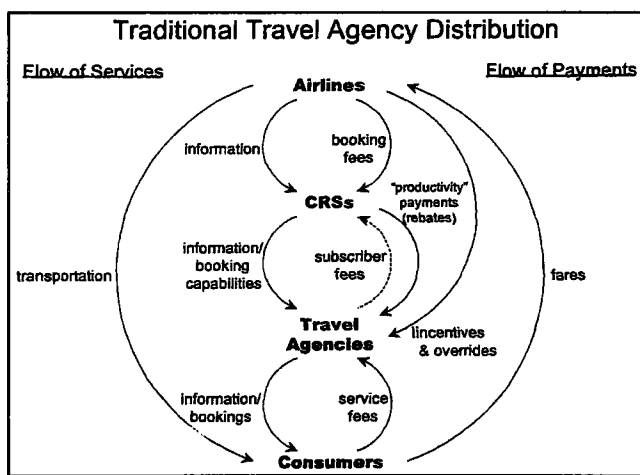 Traditional Travel Agency Distribution
Flow of Services
Flow of Payments
Airlines
information
booking
fees
"productivity"
payments
(rebates)
CRSs
information/
booking
capabilities
subscriber
fees
transportation
fares
Travel
Agencies
lincentives
& overrides
information/
bookings
service
fees
Consumers